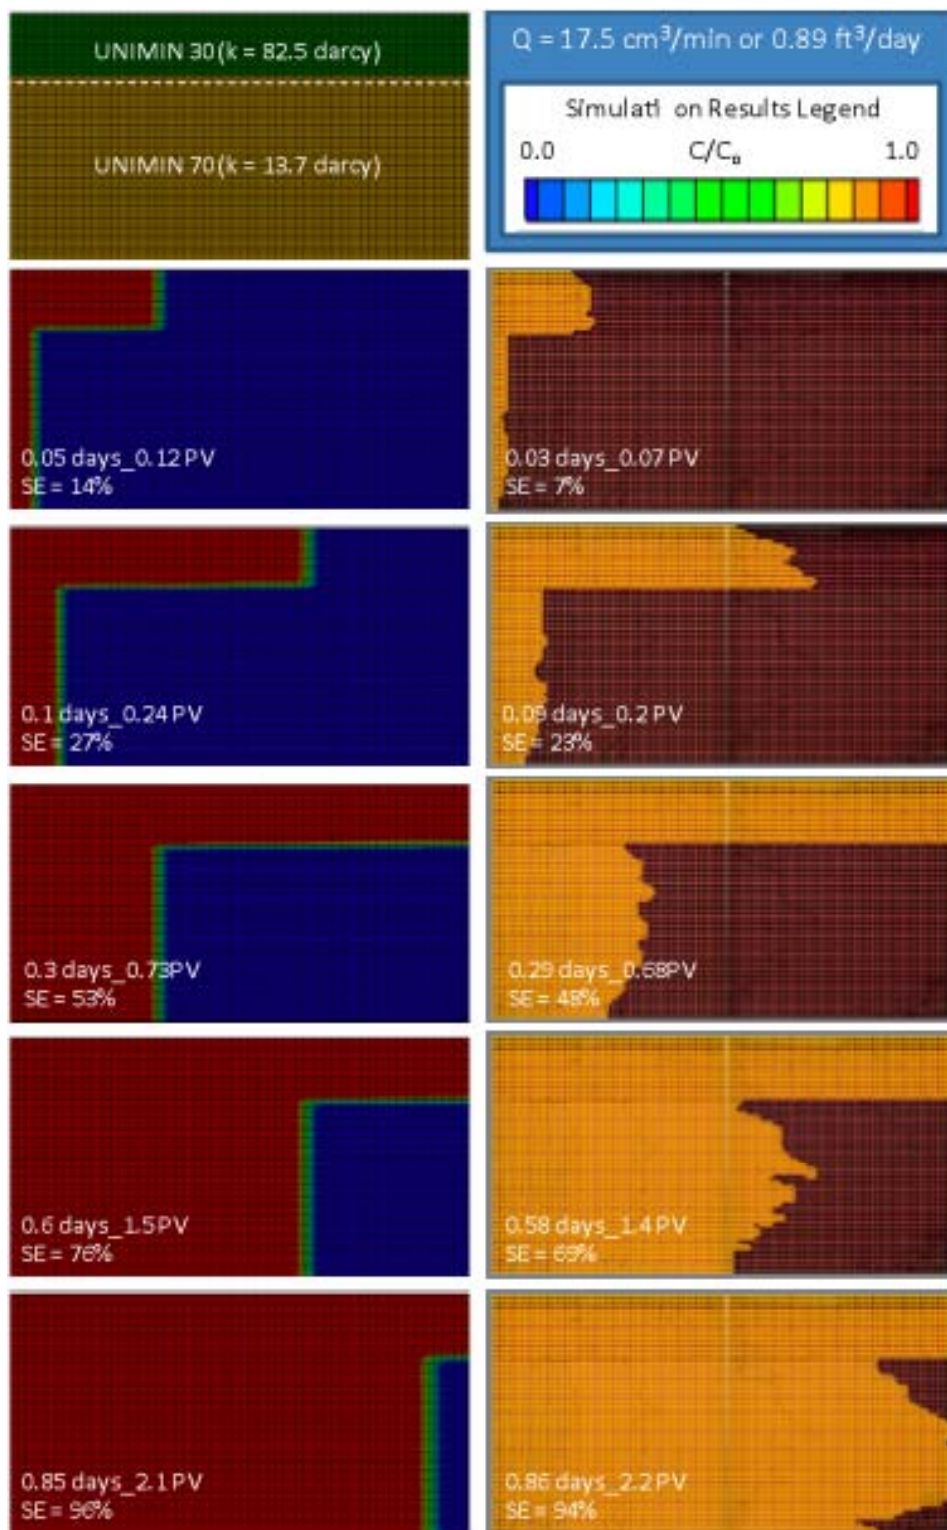 UNIMIN 30 (k = 82.5 darcy)
UNIMIN 70 (k = 13.7 darcy)
Q = 17.5 cm³/min or 0.89 ft³/day
Simulati on Results Legend
0.0 C/C₀ 1.0
0.05 days_0.12 PV
SE = 14%
0.03 days_0.07 PV
SE = 7%
0.1 days_0.24 PV
SE = 27%
0.09 days_0.2 PV
SE = 23%
0.3 days_0.73PV
SE = 53%
0.29 days_0.68PV
SE = 48%
0.6 days_1.5 PV
SE = 76%
0.58 days_1.4 PV
SE = 69%
0.85 days_2.1 PV
SE = 96%
0.86 days_2.2 PV
SE = 94%